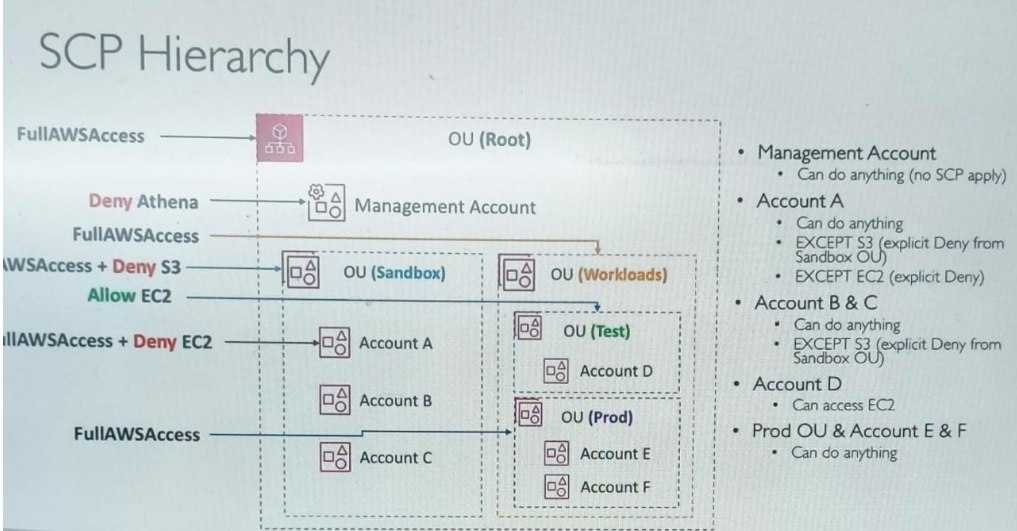 SCP Hierarchy
FullAWSAccess
OU (Root)
Deny Athena
Management Account
FullAWSAccess
WSAccess + Deny S3
OU (Sandbox)
OU (Workloads)
Allow EC2
OU (Test)
llAWSAccess + Deny EC2
Account A
Account D
Account B
OU (Prod)
FullAWSAccess
Account C
Account E
Account F
• Management Account
• Can do anything (no SCP apply)
• Account A
• Can do anything
• EXCEPT S3 (explicit Deny from
Sandbox OU)
• EXCEPT EC2 (explicit Deny)
• Account B & C
• Can do anything
• EXCEPT S3 (explicit Deny from
Sandbox OU)
• Account D
• Can access EC2
• Prod OU & Account E & F
• Can do anything